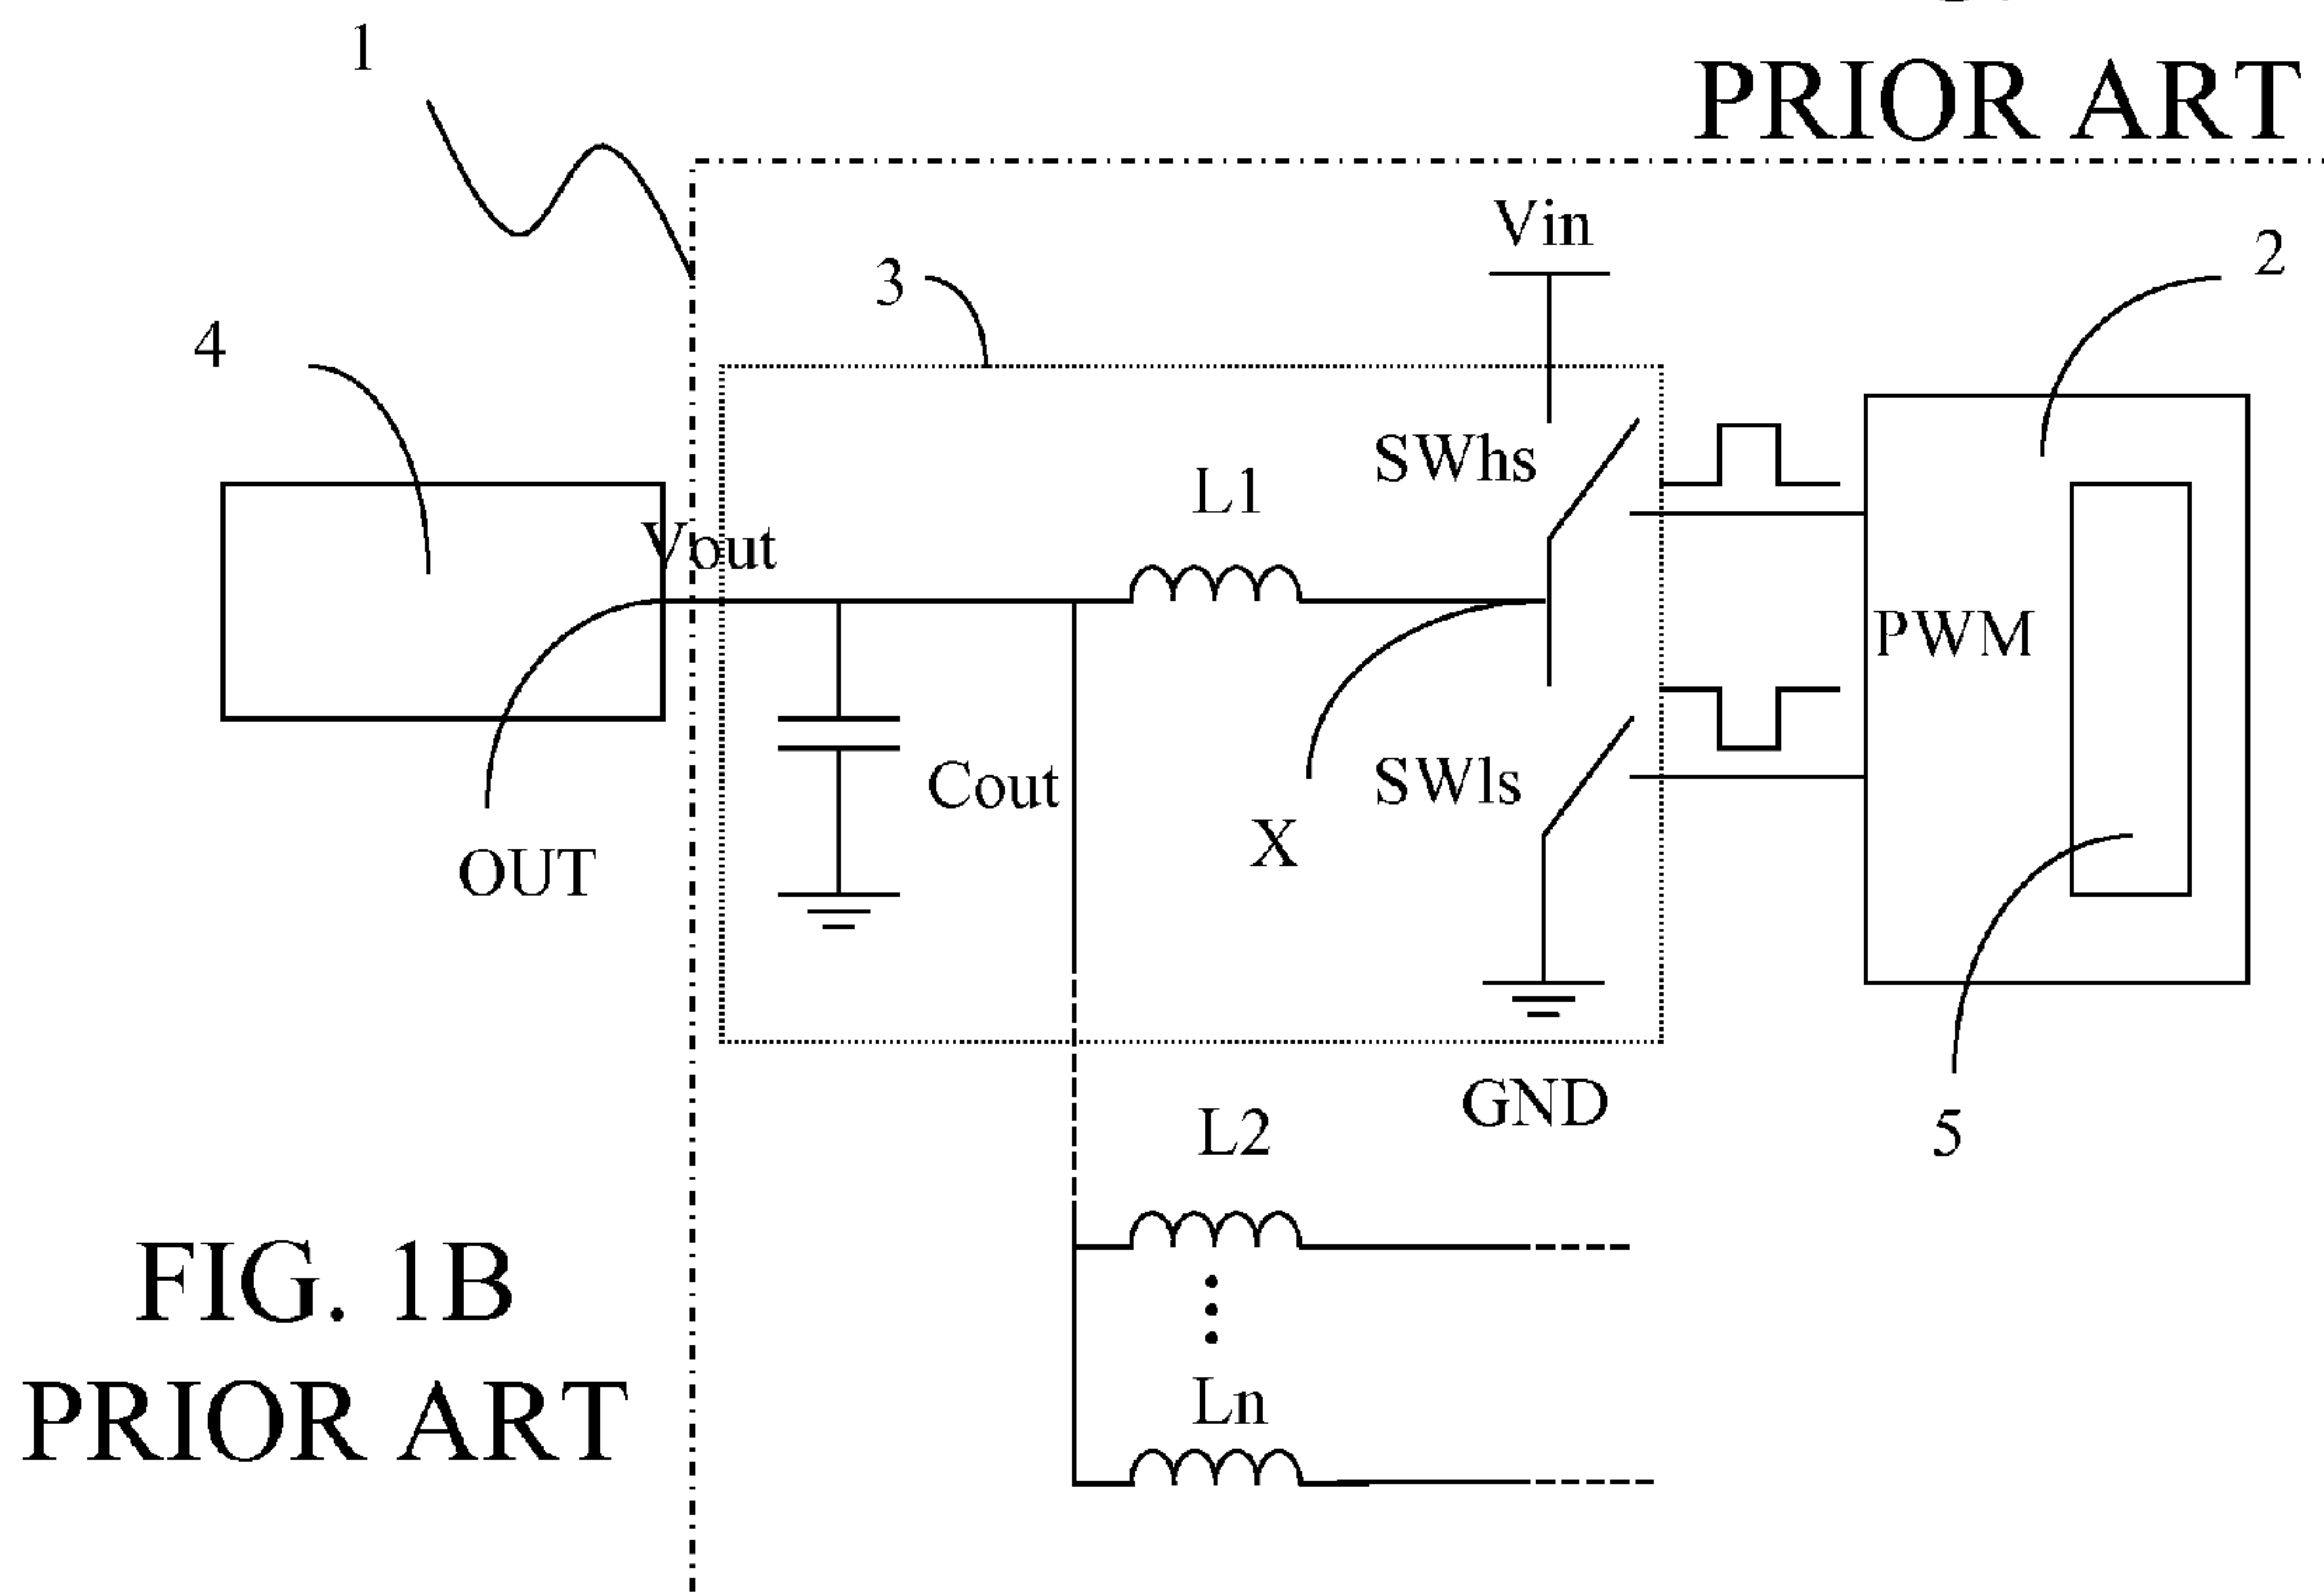 1
PRIOR ART
Vin
2
3
4
SWhs
L1
Vout
PWM
SWls
Cout
X
OUT
GND
L2
5
FIG. 1B
PRIOR ART
Ln